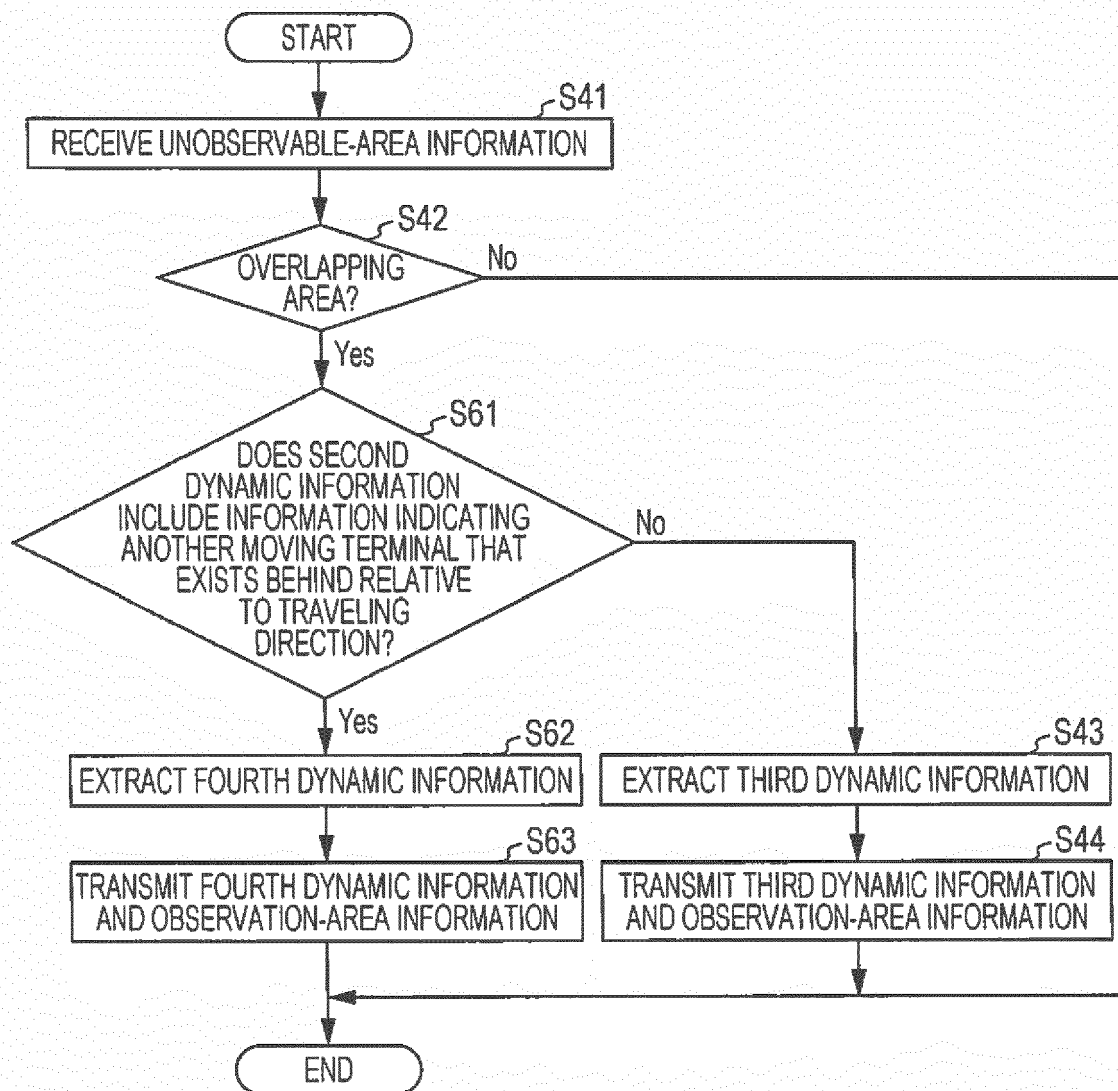 START
S41
RECEIVE UNOBSERVABLE-AREA INFORMATION
S42
OVERLAPPING
AREA?
No
Yes
S61
DOES SECOND
DYNAMIC INFORMATION
INCLUDE INFORMATION INDICATING
ANOTHER MOVING TERMINAL THAT
EXISTS BEHIND RELATIVE
TO TRAVELING
DIRECTION?
No
Yes
S62
EXTRACT FOURTH DYNAMIC INFORMATION
S43
EXTRACT THIRD DYNAMIC INFORMATION
S63
TRANSMIT FOURTH DYNAMIC INFORMATION
AND OBSERVATION-AREA INFORMATION
S44
TRANSMIT THIRD DYNAMIC INFORMATION
AND OBSERVATION-AREA INFORMATION
END